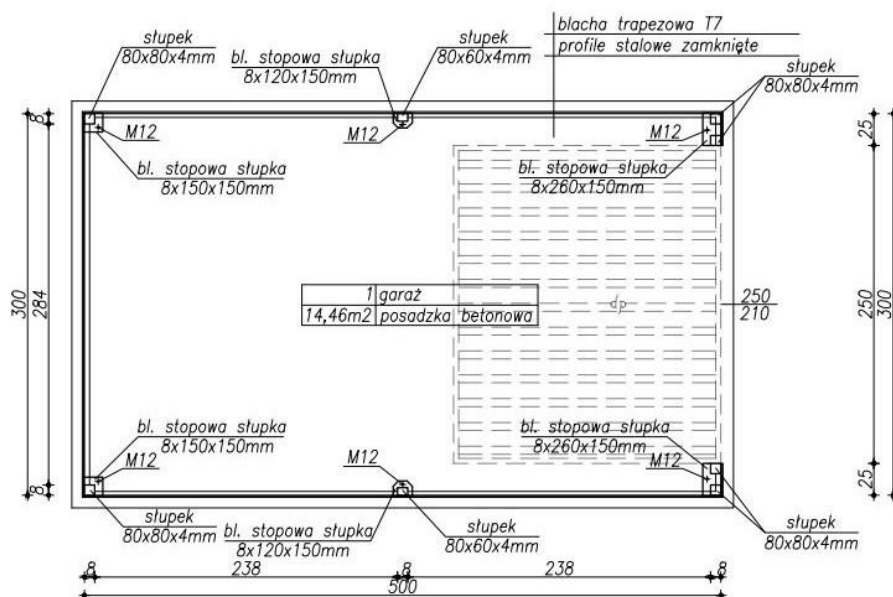 słupek
80x80x4mm
bl. stopowa słupka
8x120x150mm
słupek
80x60x4mm
blacha trapezowa T7
profile stalowe zamknięte
słupek
80x80x4mm
8
M12
M12
M12
25
bl. stopowa słupka
8x150x150mm
bl. stopowa słupka
8x260x150mm
300
284
1 garaż
14,46m2 posadzka betonowa
dp
250
210
250
300
bl. stopowa słupka
8x150x150mm
bl. stopowa słupka
8x260x150mm
M12
M12
M12
8
25
słupek
80x80x4mm
bl. stopowa słupka
8x120x150mm
słupek
80x60x4mm
słupek
80x80x4mm
8 238 8 238 8
500